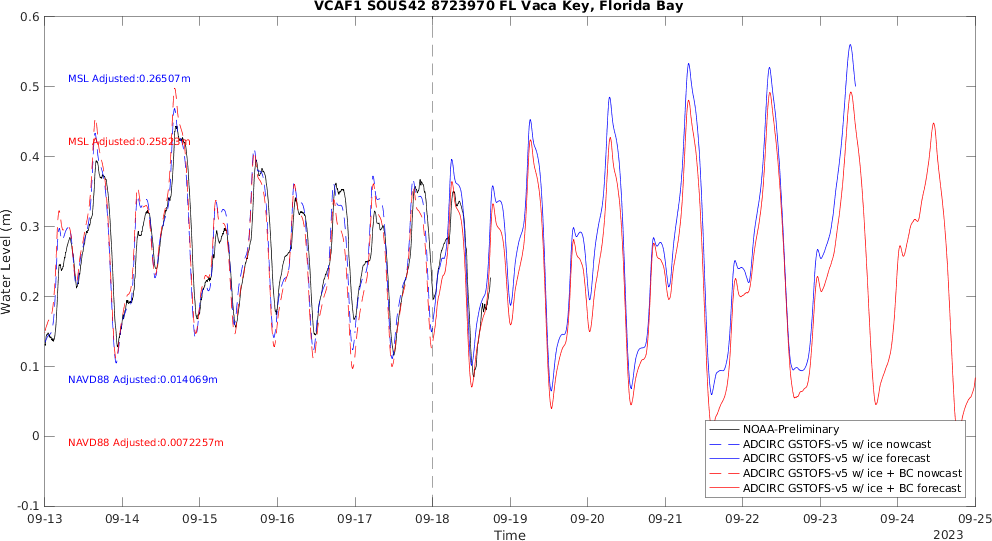 VCAF1 SOUS42 8723970 FL Vaca Key, Florida Bay
0.6
0.5
0.4
0.3
0.2
0.1
0
-0.1
Water Level (m)
MSL Adjusted:0.26507m
MSL Adjusted:0.25823m
NAVD88 Adjusted:0.014069m
NAVD88 Adjusted:0.0072257m
NOAA-Preliminary
ADCIRC GSTOFS-v5 w/ ice nowcast
ADCIRC GSTOFS-v5 w/ ice forecast
ADCIRC GSTOFS-v5 w/ ice + BC nowcast
ADCIRC GSTOFS-v5 w/ ice + BC forecast
09-13 09-14 09-15 09-16 09-17 09-18 09-19 09-20 09-21 09-22 09-23 09-24 09-25
Time
2023